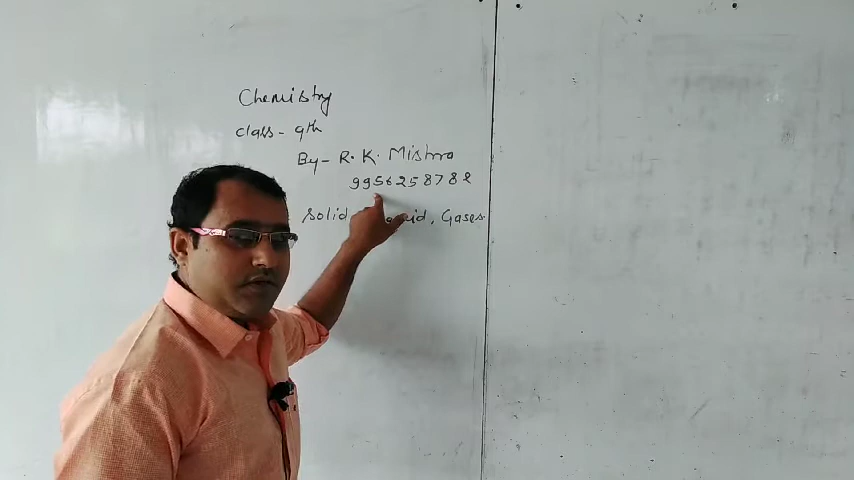 Chemistry
Class- 9th
By- R. K. Mishra
9956258782
Solid, Liquid, Gases